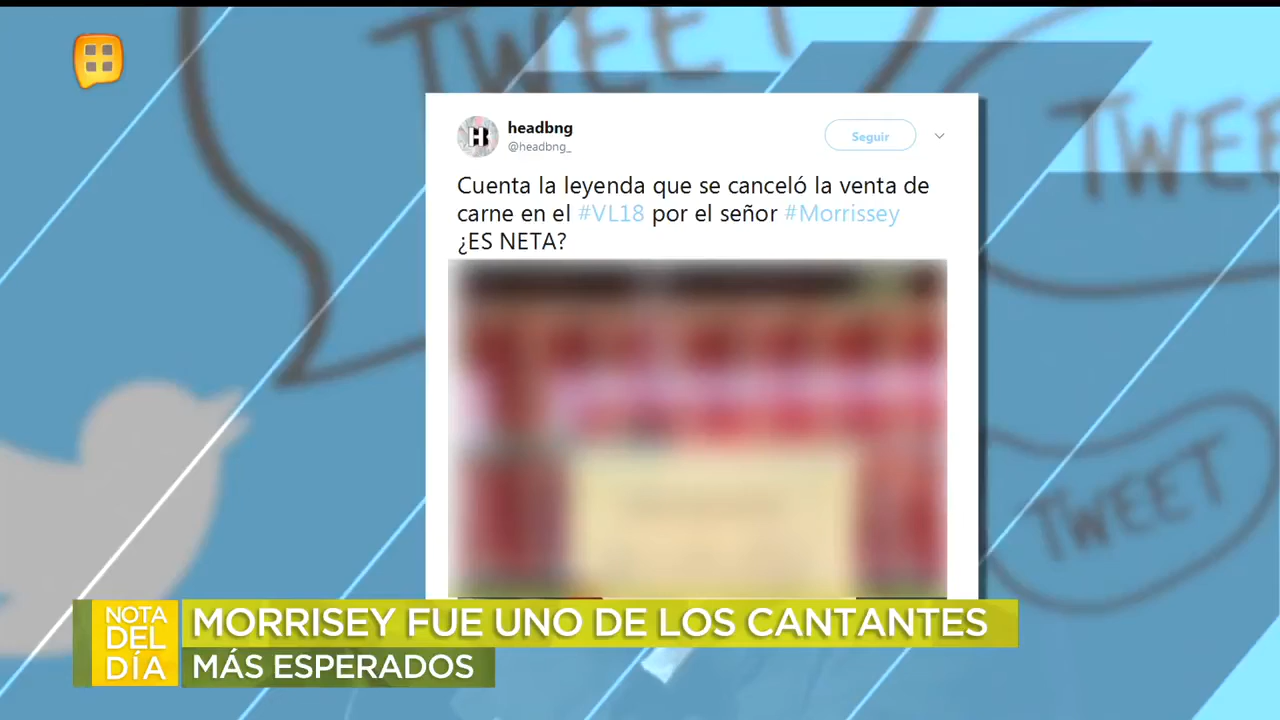 TWEET
TWEE
headbng
@headbng_
Seguir
Cuenta la leyenda que se canceló la venta de
carne en el #VL18 por el señor #Morrissey
¿ES NETA?
TWEET
NOTA
DEL
DÍA
MORRISEY FUE UNO DE LOS CANTANTES
MÁS ESPERADOS